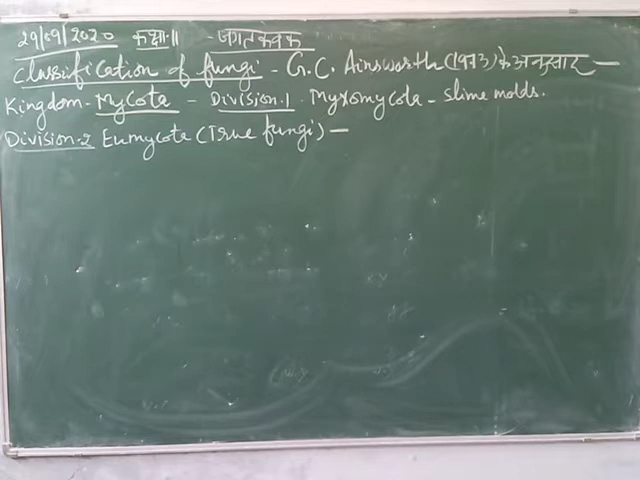 29/09/2020 कक्षा-11 - जगत कवक
Classification of fungi - G.C. Ainsworth (1973) के अनुसार -
Kingdom - Mycota - Division.1. Myxomycota - Slime molds.
Division.2 Eumycota (True fungi) -